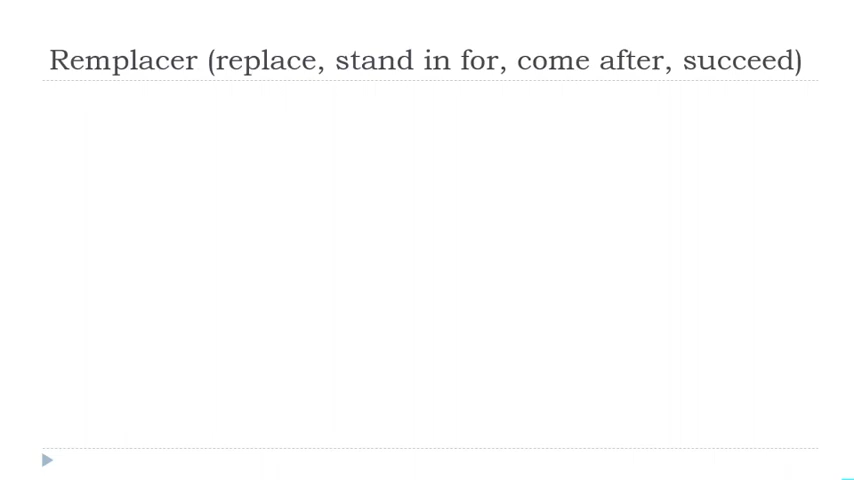 Remplacer (replace, stand in for, come after, succeed)